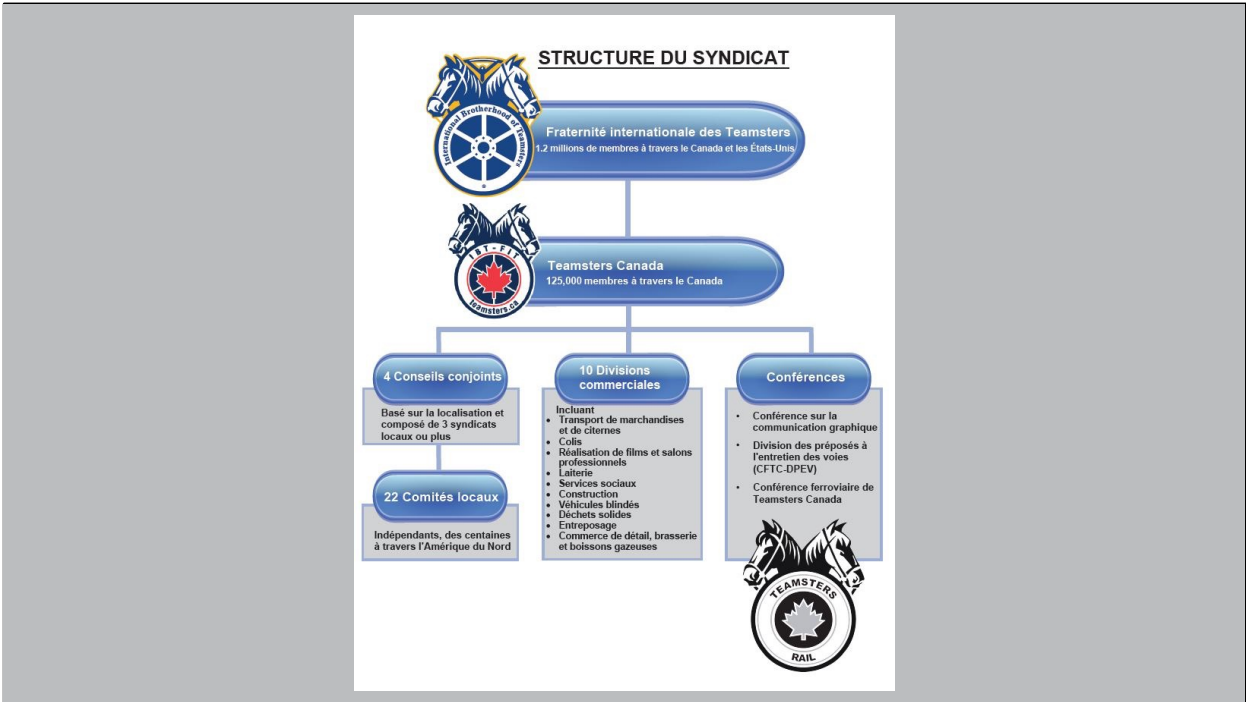 STRUCTURE DU SYNDICAT
International Brotherhood of Teamsters
®
Fraternité internationale des Teamsters
1.2 millions de membres à travers le Canada et les États-Unis
IBT-FIT
teamsters.ca
Teamsters Canada
125,000 membres à travers le Canada
4 Conseils conjoints
Basé sur la localisation et
composé de 3 syndicats
locaux ou plus
22 Comités locaux
Indépendants, des centaines
à travers l'Amérique du Nord
10 Divisions
commerciales
Incluant
• Transport de marchandises
et de citernes
• Colis
• Réalisation de films et salons
professionnels
• Laiterie
• Services sociaux
• Construction
• Véhicules blindés
• Déchets solides
• Entreposage
• Commerce de détail, brasserie
et boissons gazeuses
Conférences
• Conférence sur la
communication graphique
• Division des préposés à
l'entretien des voies
(CFTC-DPEV)
• Conférence ferroviaire de
Teamsters Canada
TEAMSTERS
RAIL